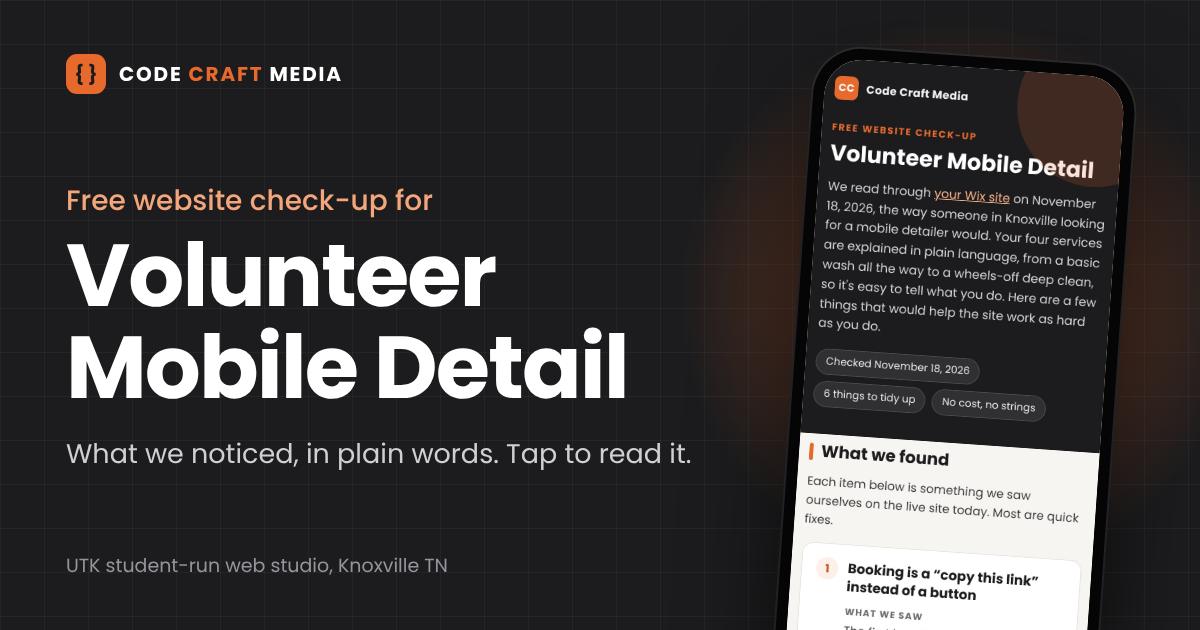 { } CODE CRAFT MEDIA
Free website check-up for
Volunteer
Mobile Detail
What we noticed, in plain words. Tap to read it.
UTK student-run web studio, Knoxville TN
CC Code Craft Media
FREE WEBSITE CHECK-UP
Volunteer Mobile Detail
We read through your Wix site on November
18, 2026, the way someone in Knoxville looking
for a mobile detailer would. Your four services
are explained in plain language, from a basic
wash all the way to a wheels-off deep clean,
so it's easy to tell what you do. Here are a few
things that would help the site work as hard
as you do.
Checked November 18, 2026
6 things to tidy up
No cost, no strings
What we found
Each item below is something we saw
ourselves on the live site today. Most are quick
fixes.
1 Booking is a “copy this link”
instead of a button
WHAT WE SAW